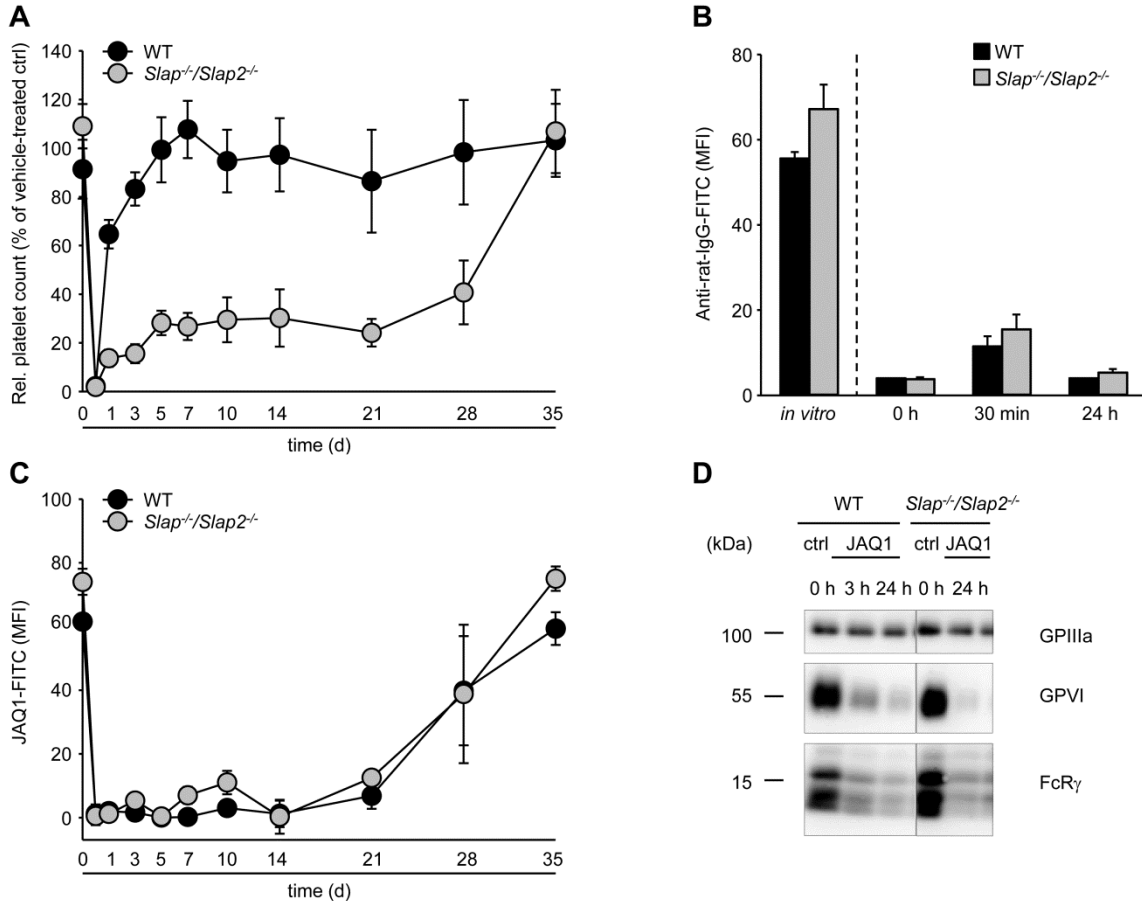 A
WT
Slap-/-/Slap2-/-
Rel. platelet count (% of vehicle-treated ctrl)
140
120
100
80
60
40
20
0
0 1 3 5 7 10 14 21 28 35
time (d)
B
WT
Slap-/-/Slap2-/-
Anti-rat-IgG-FITC (MFI)
80
60
40
20
0
in vitro 0 h 30 min 24 h
C
WT
Slap-/-/Slap2-/-
JAQ1-FITC (MFI)
100
80
60
40
20
0
0 1 3 5 7 10 14 21 28 35
time (d)
D
WT Slap-/-/Slap2-/-
(kDa) ctrl JAQ1 ctrl JAQ1
0 h 3 h 24 h 0 h 24 h
100 GPIIIa
55 GPVI
15 FcRγ